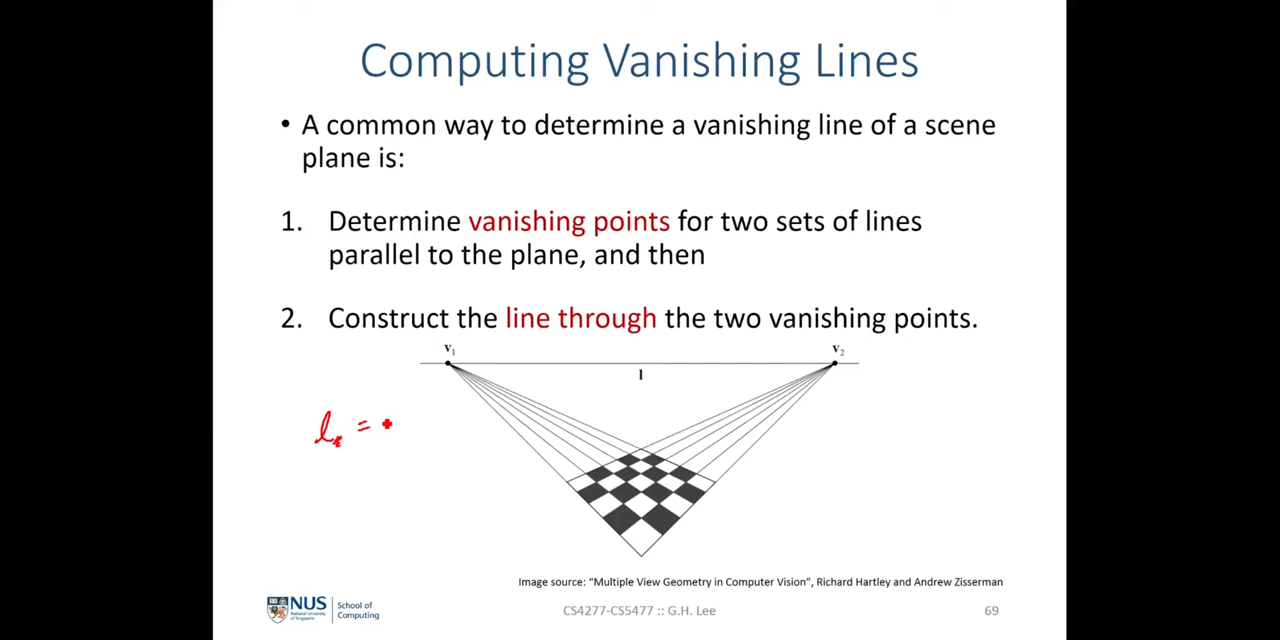 Computing Vanishing Lines
• A common way to determine a vanishing line of a scene
plane is:
1. Determine vanishing points for two sets of lines
parallel to the plane, and then
2. Construct the line through the two vanishing points.
v1
v2
l
l =
Image source: “Multiple View Geometry in Computer Vision”, Richard Hartley and Andrew Zisserman
NUS
National University
of Singapore
School of
Computing
CS4277-CS5477 :: G.H. Lee
69